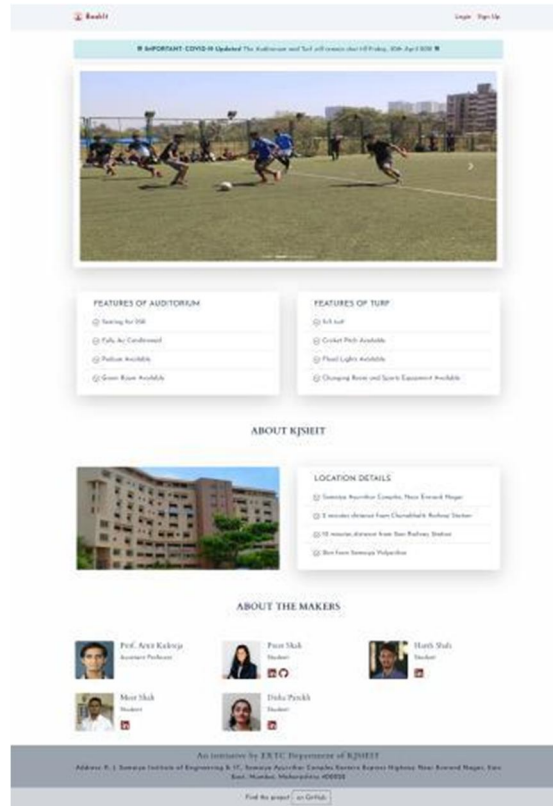 BookIt
Login Sign Up
IMPORTANT: COVID-19 Updates! The Auditorium and Turf will remain shut till Friday, 30th April 2021
FEATURES OF AUDITORIUM
Seating for 250
Fully Air Conditioned
Podium Available
Green Room Available
FEATURES OF TURF
5v5 turf
Cricket Pitch Available
Flood Lights Available
Changing Room and Sports Equipment Available
ABOUT KJSIEIT
LOCATION DETAILS
Somaiya Ayurvihar Complex, Near Everard Nagar
2 minutes distance from Chunabhatti Railway Station
10 minutes distance from Sion Railway Station
2km from Somaiya Vidyavihar
ABOUT THE MAKERS
Prof. Amit Kukreja
Assistant Professor
Preet Shah
Student
Harsh Shah
Student
Meet Shah
Student
Disha Parekh
Student
An initiative by EXTC Department of KJSIEIT
Address: K. J. Somaiya Institute of Engineering & IT, Somaiya Ayurvihar Complex Eastern Express Highway Near Everard Nagar, Sion
East, Mumbai, Maharashtra 400022
Find the project on GitHub